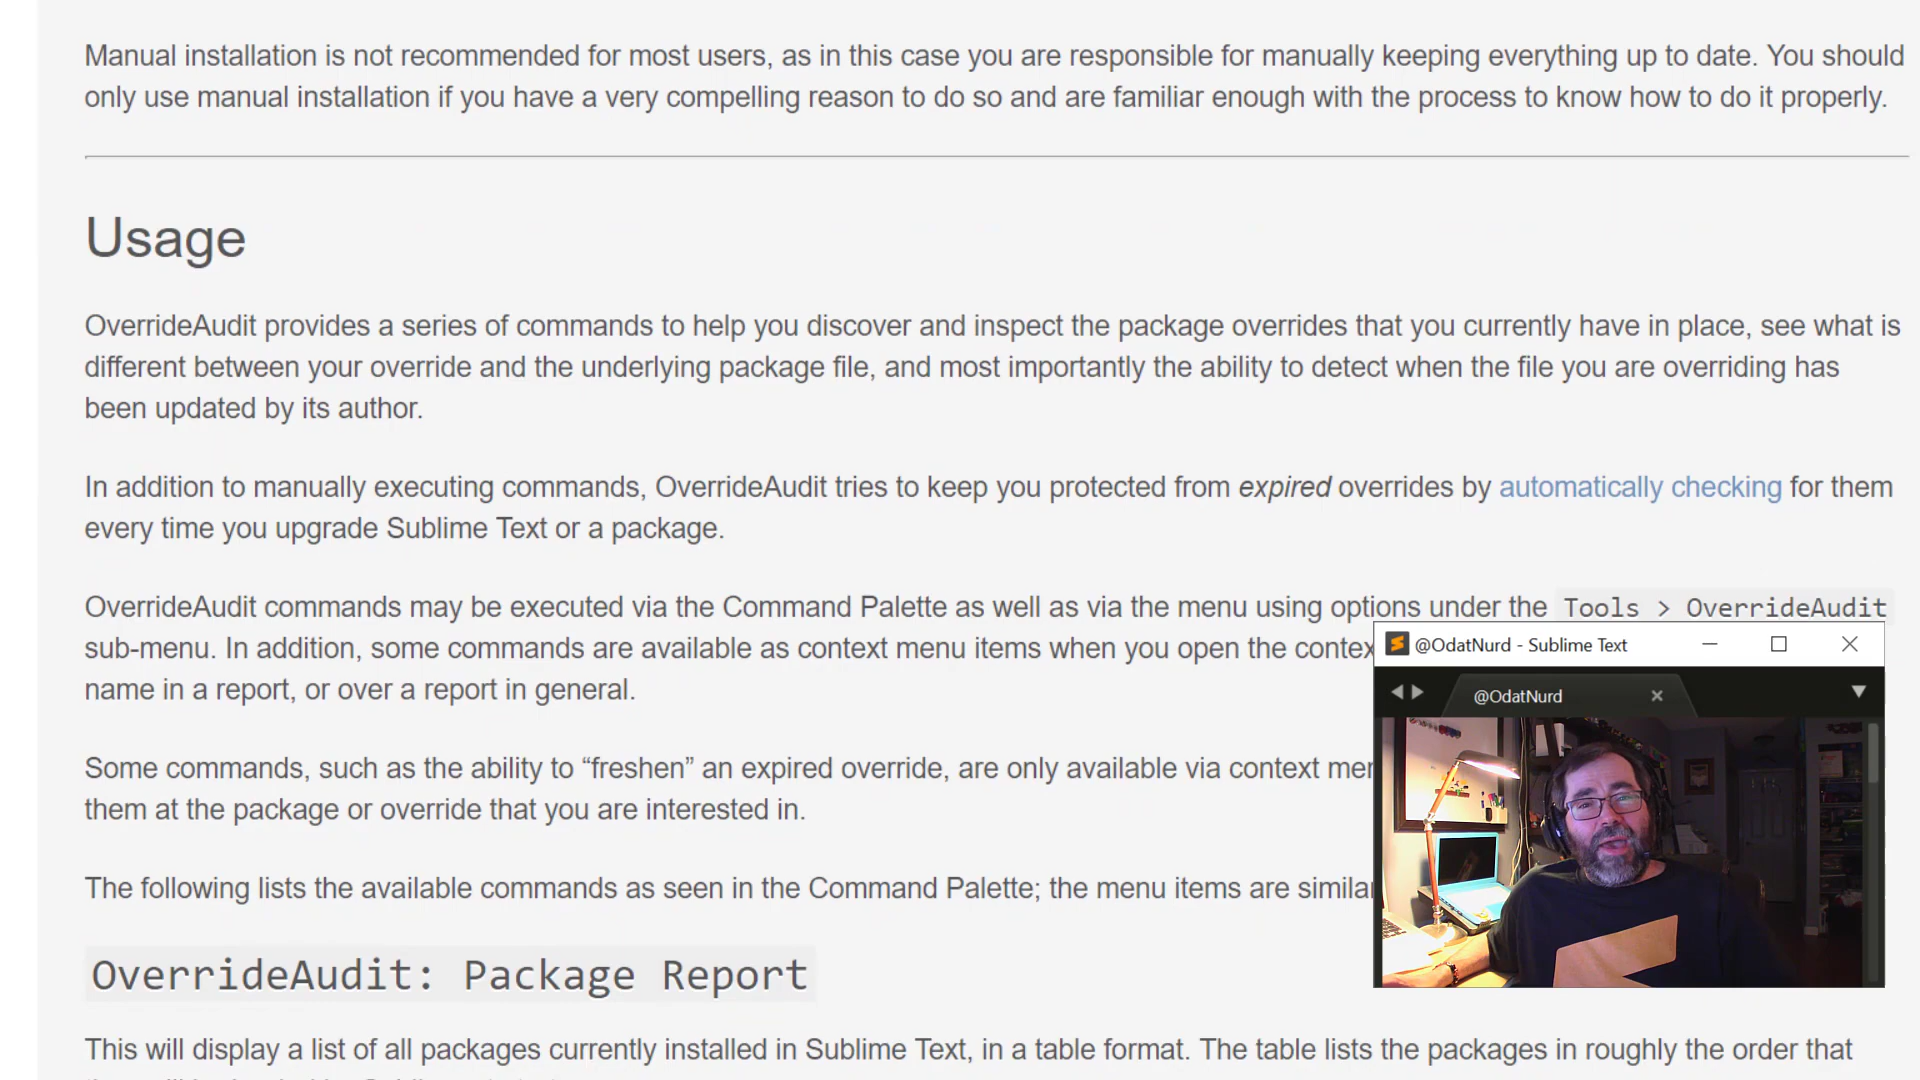 Manual installation is not recommended for most users, as in this case you are responsible for manually keeping everything up to date. You should
only use manual installation if you have a very compelling reason to do so and are familiar enough with the process to know how to do it properly.
Usage
OverrideAudit provides a series of commands to help you discover and inspect the package overrides that you currently have in place, see what is
different between your override and the underlying package file, and most importantly the ability to detect when the file you are overriding has
been updated by its author.
In addition to manually executing commands, OverrideAudit tries to keep you protected from expired overrides by automatically checking for them
every time you upgrade Sublime Text or a package.
OverrideAudit commands may be executed via the Command Palette as well as via the menu using options under the Tools > OverrideAudit
sub-menu. In addition, some commands are available as context menu items when you open the contex
name in a report, or over a report in general.
Some commands, such as the ability to “freshen” an expired override, are only available via context
them at the package or override that you are interested in.
The following lists the available commands as seen in the Command Palette; the menu items are similar
OverrideAudit: Package Report
This will display a list of all packages currently installed in Sublime Text, in a table format. The table lists the packages in roughly the order that
@OdatNurd - Sublime Text
@OdatNurd